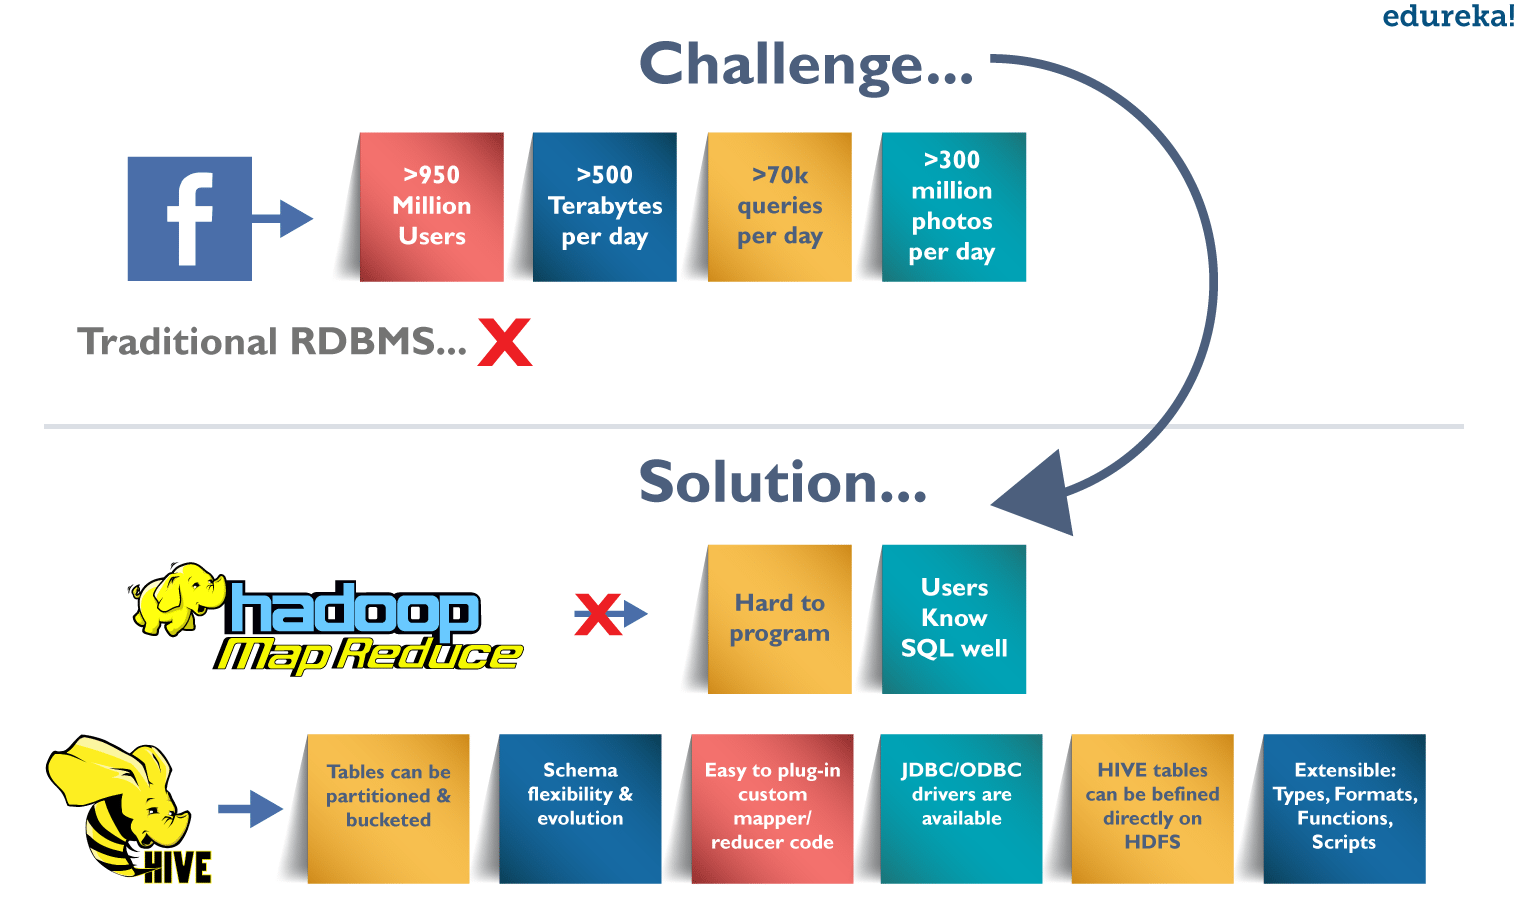 edureka!
Challenge...
f
>950
Million
Users
>500
Terabytes
per day
>70k
queries
per day
>300
million
photos
per day
Traditional RDBMS... X
Solution...
hadoop
Map Reduce
X
Hard to
program
Users
Know
SQL well
HIVE
Tables can be
partitioned &
bucketed
Schema
flexibility &
evolution
Easy to plug-in
custom
mapper/
reducer code
JDBC/ODBC
drivers are
available
HIVE tables
can be befined
directly on
HDFS
Extensible:
Types, Formats,
Functions,
Scripts